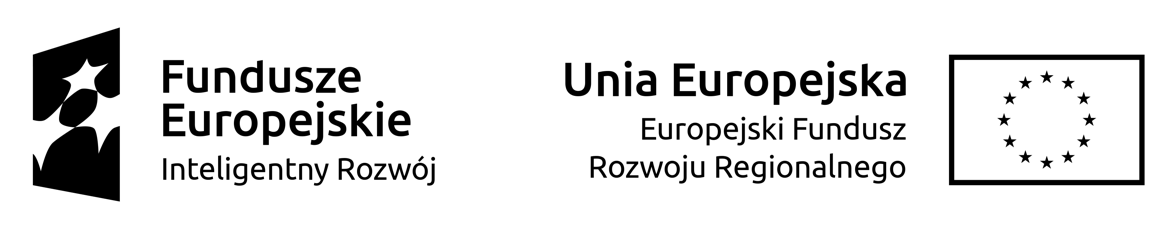 Fundusze
Europejskie
Inteligentny Rozwój
Unia Europejska
Europejski Fundusz
Rozwoju Regionalnego